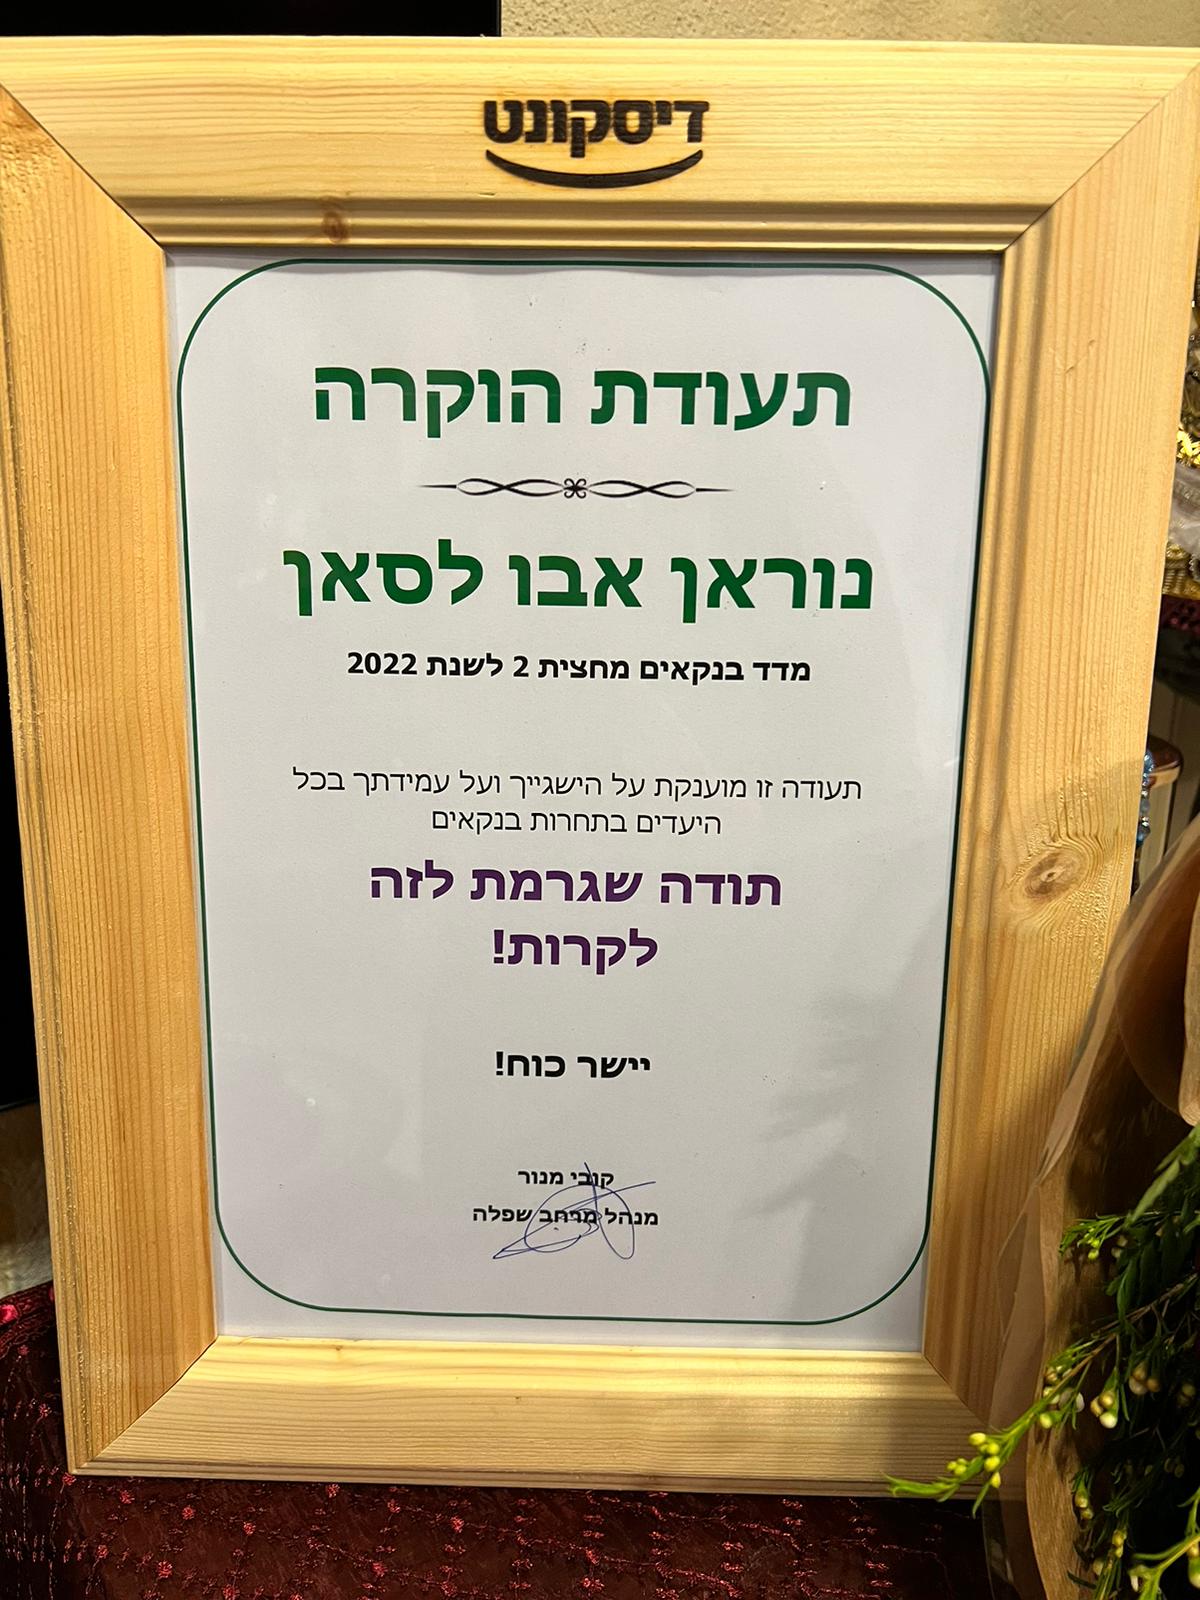 דיסקונט
תעודת הוקרה
נוראן אבו לסאן
מדד בנקאים מחצית 2 לשנת 2022
תעודה זו מוענקת על הישגייך ועל עמידתך בכל
היעדים בתחרות בנקאים
תודה שגרמת לזה
לקרות!
יישר כוח!
קובי מנור
מנהל מרחב שפלה